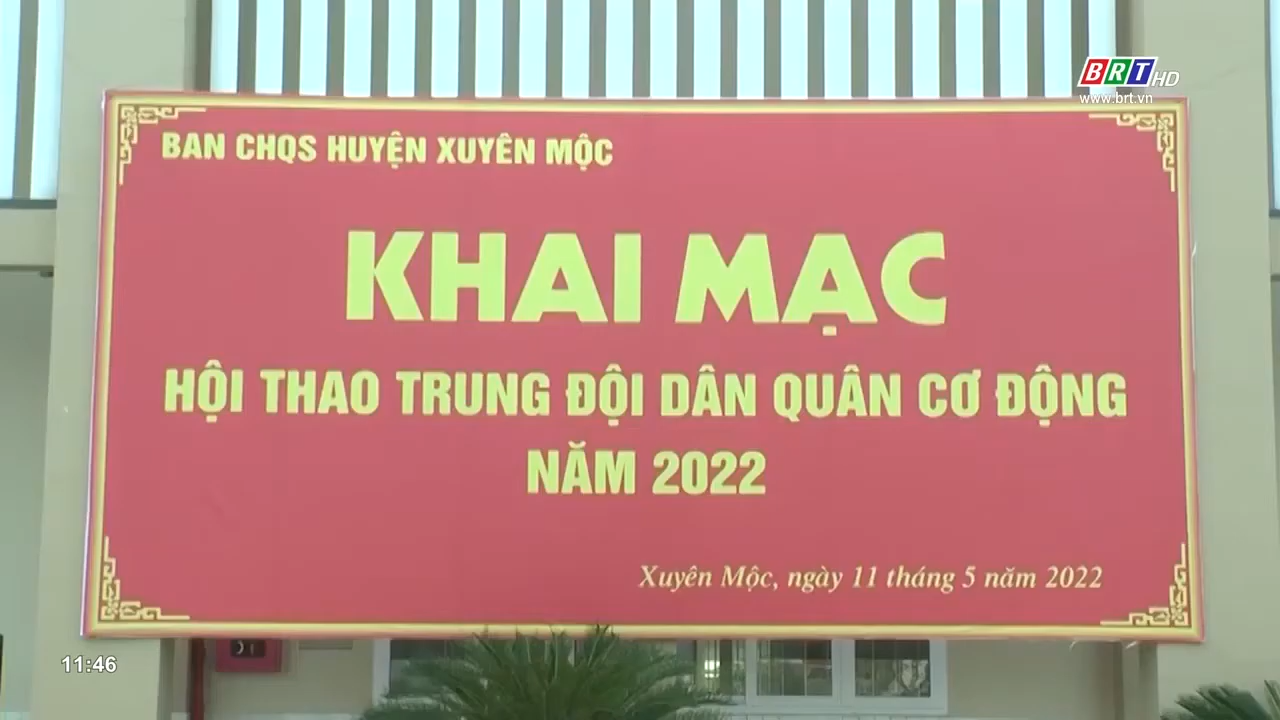 BRT HD
www.brt.vn
BAN CHQS HUYỆN XUYÊN MỘC
KHAI MẠC
HỘI THAO TRUNG ĐỘI DÂN QUÂN CƠ ĐỘNG
NĂM 2022
Xuyên Mộc, ngày 11 tháng 5 năm 2022
11:46